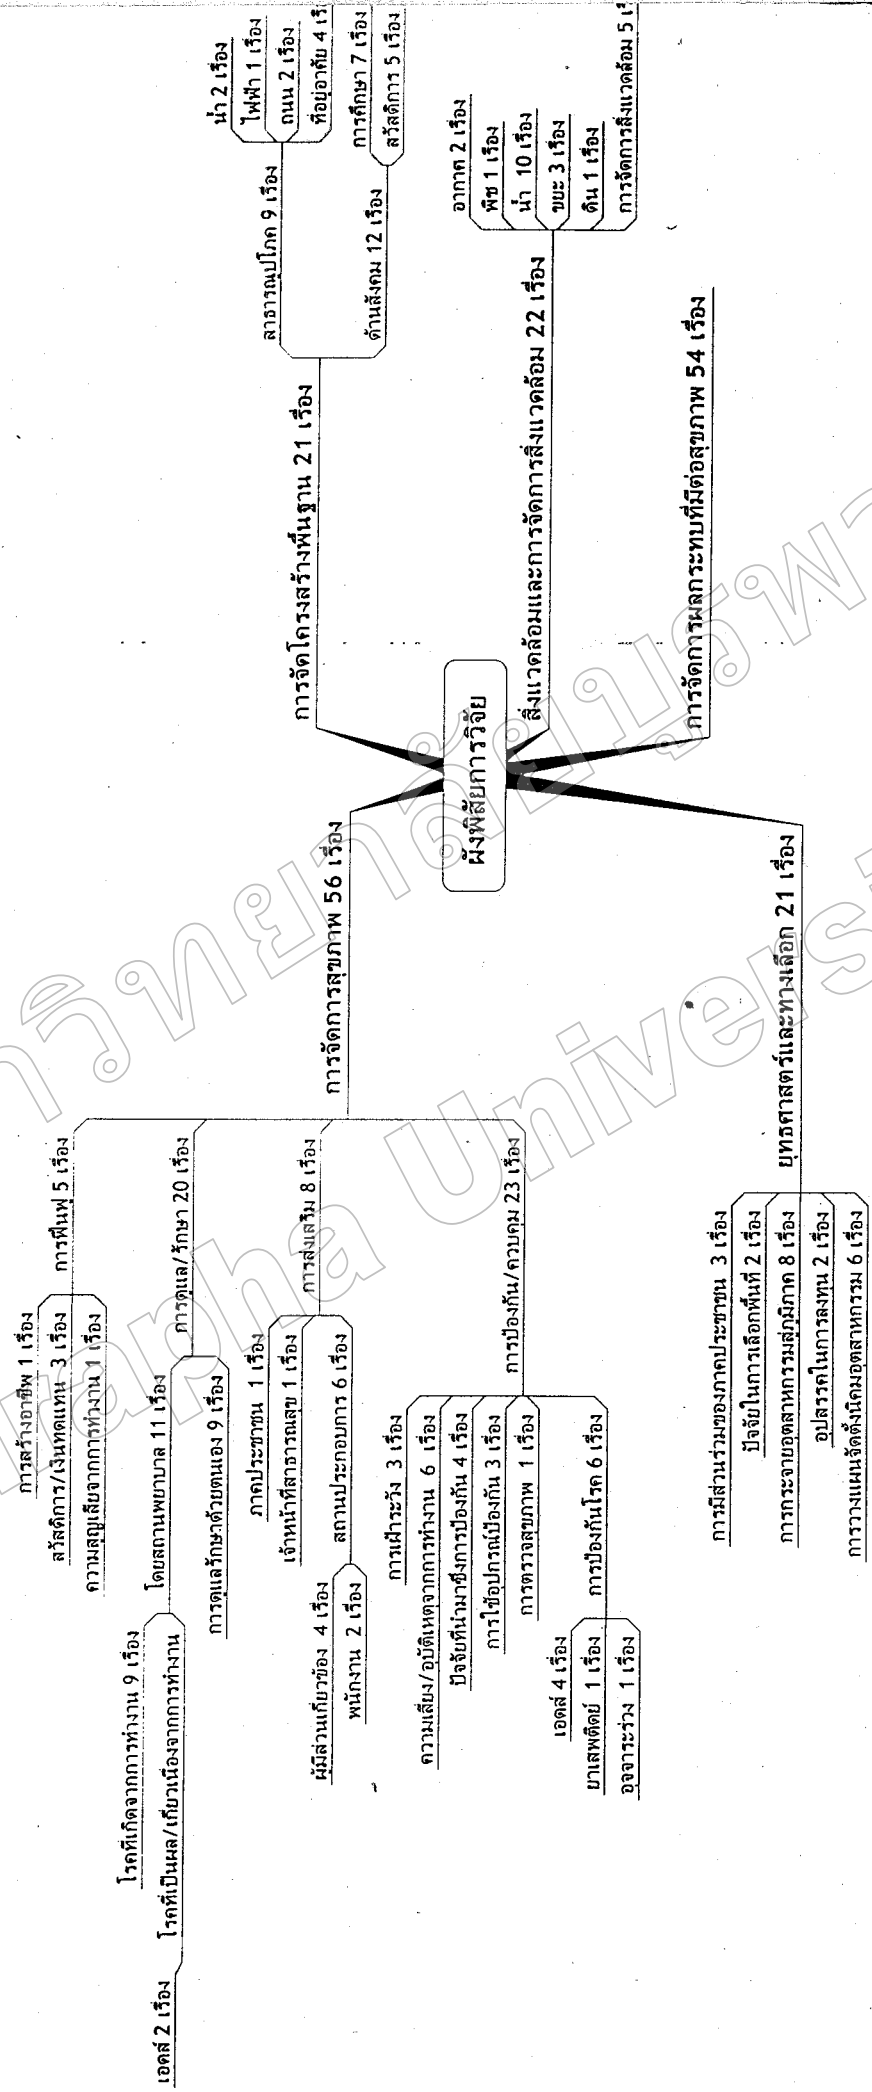 ผังพิสัยการวิจัย
การจัดการสุขภาพ 56 เรื่อง
การฟื้นฟู 5 เรื่อง
การสร้างอาชีพ 1 เรื่อง
สวัสดิการ/เงินทดแทน 3 เรื่อง
ความสูญเสียจากการทำงาน 1 เรื่อง
การดูแล/รักษา 20 เรื่อง
โดยสถานพยาบาล 11 เรื่อง
โรคที่เกิดจากการทำงาน 9 เรื่อง
โรคที่เป็นผล/เกี่ยวเนื่องจากการทำงาน
เอดส์ 2 เรื่อง
การดูแลรักษาด้วยตนเอง 9 เรื่อง
การส่งเสริม 8 เรื่อง
ภาคประชาชน 1 เรื่อง
เจ้าหน้าที่สาธารณสุข 1 เรื่อง
สถานประกอบการ 6 เรื่อง
ผู้มีส่วนเกี่ยวข้อง 4 เรื่อง
พนักงาน 2 เรื่อง
การป้องกัน/ควบคุม 23 เรื่อง
การเฝ้าระวัง 3 เรื่อง
ความเสี่ยง/อุบัติเหตุจากการทำงาน 6 เรื่อง
ปัจจัยที่นำมาซึ่งการป้องกัน 4 เรื่อง
การใช้อุปกรณ์ป้องกัน 3 เรื่อง
การตรวจสุขภาพ 1 เรื่อง
การป้องกันโรค 6 เรื่อง
เอดส์ 4 เรื่อง
ยาเสพติดย์ 1 เรื่อง
อุจจาระร่วง 1 เรื่อง
การจัดโครงสร้างพื้นฐาน 21 เรื่อง
สาธารณูปโภค 9 เรื่อง
น้ำ 2 เรื่อง
ไฟฟ้า 1 เรื่อง
ถนน 2 เรื่อง
ที่อยู่อาศัย 4 เรื่
ด้านสังคม 12 เรื่อง
การศึกษา 7 เรื่อง
สวัสดิการ 5 เรื่อง
สิ่งแวดล้อมและการจัดการสิ่งแวดล้อม 22 เรื่อง
อากาศ 2 เรื่อง
พืช 1 เรื่อง
น้ำ 10 เรื่อง
ขยะ 3 เรื่อง
ดิน 1 เรื่อง
การจัดการสิ่งแวดล้อม 5 เรื่
การจัดการผลกระทบที่มีต่อสุขภาพ 54 เรื่อง
ยุทธศาสตร์และทางเลือก 21 เรื่อง
การมีส่วนร่วมของภาคประชาชน 3 เรื่อง
ปัจจัยในการเลือกพื้นที่ 2 เรื่อง
การกระจายอุตสาหกรรมสู่ภูมิภาค 8 เรื่อง
อุปสรรคในการลงทุน 2 เรื่อง
การวางแผนจัดตั้งนิคมอุตสาหกรรม 6 เรื่อง